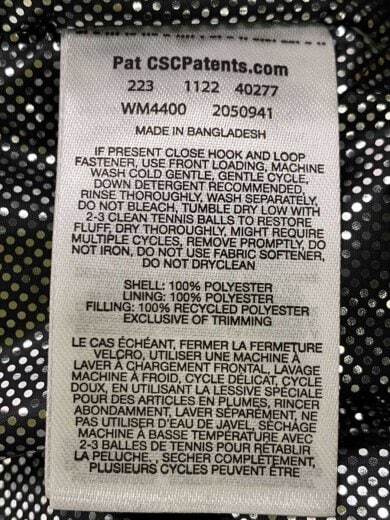 Pat CSCPatents.com
223 1122 40277
WM4400 2050941
MADE IN BANGLADESH
IF PRESENT CLOSE HOOK AND LOOP
FASTENER, USE FRONT LOADING, MACHINE
WASH COLD GENTLE, GENTLE CYCLE,
DOWN DETERGENT RECOMMENDED,
RINSE THOROUGHLY, WASH SEPARATELY,
DO NOT BLEACH, TUMBLE DRY LOW WITH
2-3 CLEAN TENNIS BALLS TO RESTORE
FLUFF, DRY THOROUGHLY, MIGHT REQUIRE
MULTIPLE CYCLES, REMOVE PROMPTLY, DO
NOT IRON, DO NOT USE FABRIC SOFTENER,
DO NOT DRYCLEAN
SHELL: 100% POLYESTER
LINING: 100% POLYESTER
FILLING: 100% RECYCLED POLYESTER
EXCLUSIVE OF TRIMMING
LE CAS ÉCHÉANT, FERMER LA FERMETURE
VELCRO, UTILISER UNE MACHINE À
LAVER À CHARGEMENT FRONTAL, LAVAGE
MACHINE À FROID, CYCLE DÉLICAT, CYCLE
DOUX, EN UTILISANT LA LESSIVE SPÉCIALE
POUR DES ARTICLES EN PLUMES, RINCER
ABONDAMMENT, LAVER SÉPARÉMENT, NE
PAS UTILISER D'EAU DE JAVEL, SÉCHAGE
MACHINE À BASSE TEMPÉRATURE AVEC
2-3 BALLES DE TENNIS POUR RÉTABLIR
LA PELUCHE, , SÉCHER COMPLÈTEMENT,
PLUSIEURS CYCLES PEUVENT ÊTRE